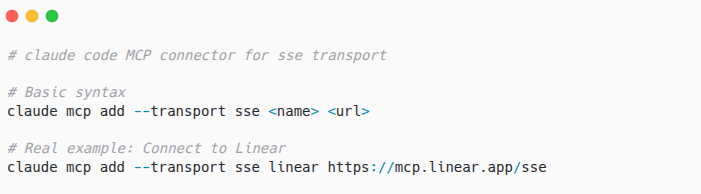 # claude code MCP connector for sse transport
# Basic syntax
claude mcp add --transport sse <name> <url>
# Real example: Connect to Linear
claude mcp add --transport sse linear https://mcp.linear.app/sse